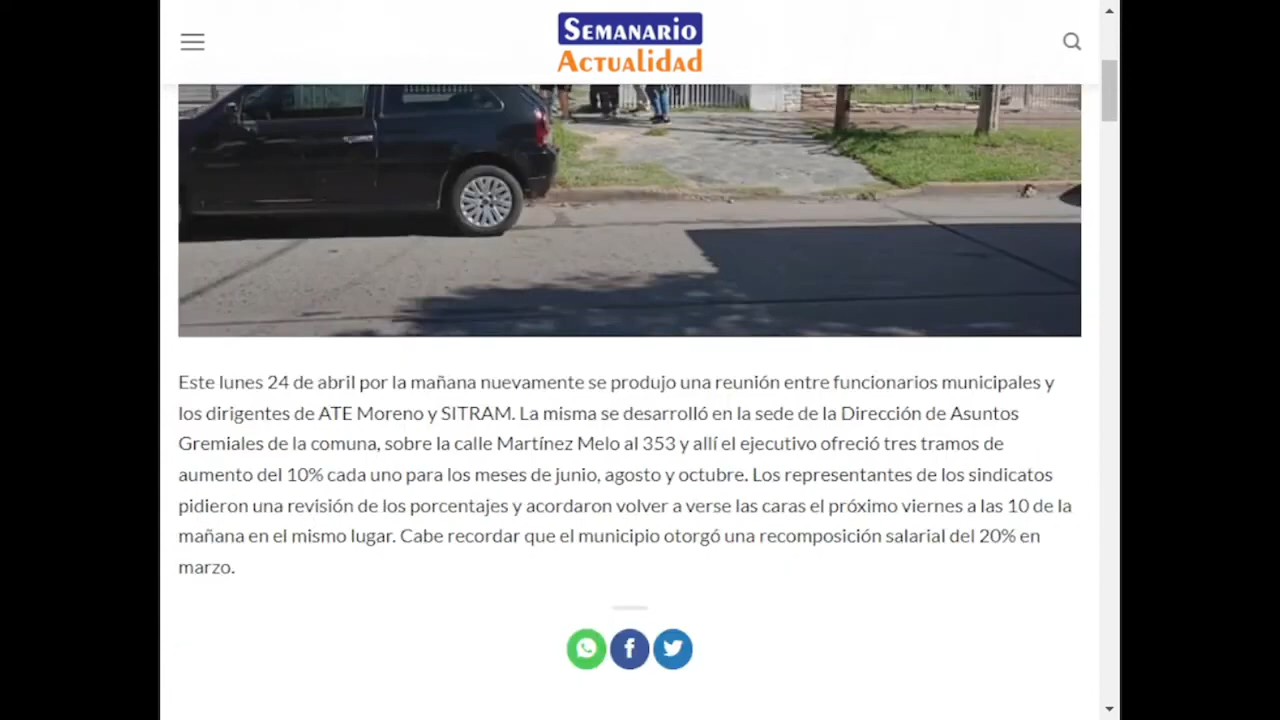 SEMANARIO
ACTUALIDAD
Este lunes 24 de abril por la mañana nuevamente se produjo una reunión entre funcionarios municipales y
los dirigentes de ATE Moreno y SITRAM. La misma se desarrolló en la sede de la Dirección de Asuntos
Gremiales de la comuna, sobre la calle Martínez Melo al 353 y allí el ejecutivo ofreció tres tramos de
aumento del 10% cada uno para los meses de junio, agosto y octubre. Los representantes de los sindicatos
pidieron una revisión de los porcentajes y acordaron volver a verse las caras el próximo viernes a las 10 de la
mañana en el mismo lugar. Cabe recordar que el municipio otorgó una recomposición salarial del 20% en
marzo.